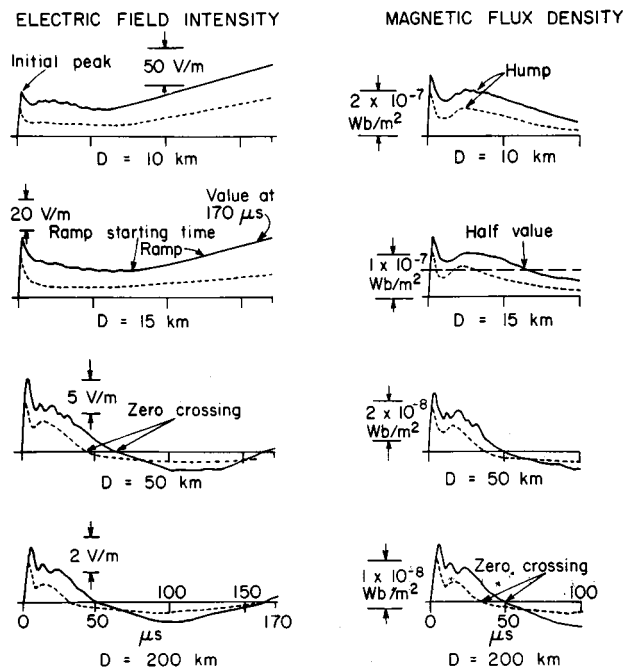 ELECTRIC FIELD INTENSITY
MAGNETIC FLUX DENSITY
Initial peak
50 V/m
D = 10 km
Hump
2 x 10-7
Wb/m2
D = 10 km
20 V/m
Ramp starting time
Ramp
Value at
170 μs
D = 15 km
Half value
1 x 10-7
Wb/m2
D = 15 km
5 V/m
Zero crossing
D = 50 km
2 x 10-8
Wb/m2
D = 50 km
2 V/m
0 50 100 150 170
μs
D = 200 km
1 x 10-8
Wb/m2
Zero crossing
0 50 100
μs
D = 200 km